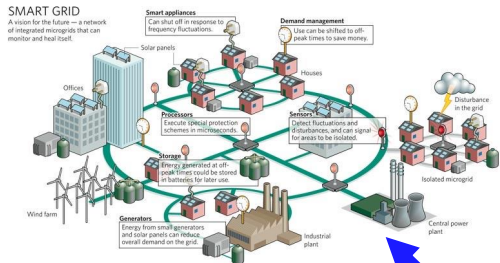 SMART GRID
A vision for the future — a network
of integrated microgrids that can
monitor and heal itself.
Smart appliances
Can shut off in response to
frequency fluctuations.
Demand management
Use can be shifted to off-
peak times to save money.
Solar panels
Houses
Offices
Processors
Execute special protection
schemes in microseconds.
Sensors
Detect fluctuations and
disturbances, and can signal
for areas to be isolated.
Disturbance
in the grid
Storage
Energy generated at off-
peak times could be stored
in batteries for later use.
Isolated microgrid
Wind farm
Generators
Energy from small generators
and solar panels can reduce
overall demand on the grid.
Industrial
plant
Central power
plant